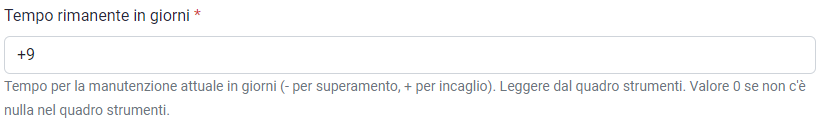 Tempo rimanente in giorni *
+9
Tempo per la manutenzione attuale in giorni (- per superamento, + per incaglio). Leggere dal quadro strumenti. Valore 0 se non c'è
nulla nel quadro strumenti.